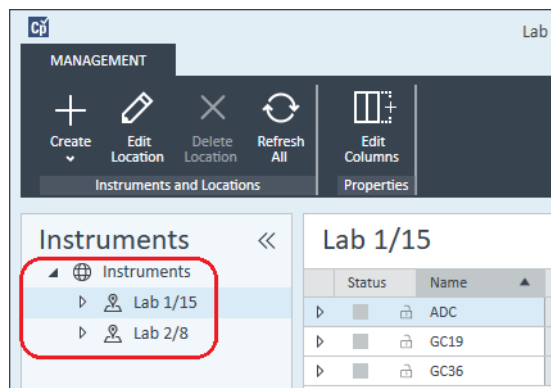 Cp
Lab
MANAGEMENT
Create
Edit
Location
Delete
Location
Refresh
All
Edit
Columns
Instruments and Locations
Properties
Instruments
Instruments
Lab 1/15
Lab 2/8
Lab 1/15
Status Name
ADC
GC19
GC36